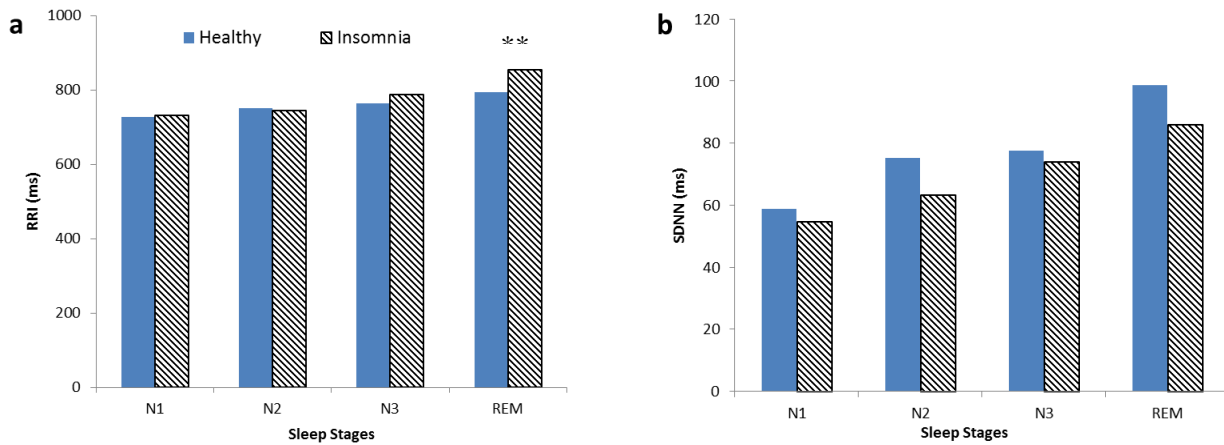 a
1000
800
600
400
200
0
RRI (ms)
Healthy
Insomnia
**
N1 N2 N3 REM
Sleep Stages
b
120
100
80
60
40
20
0
SDNN (ms)
N1 N2 N3 REM
Sleep Stages